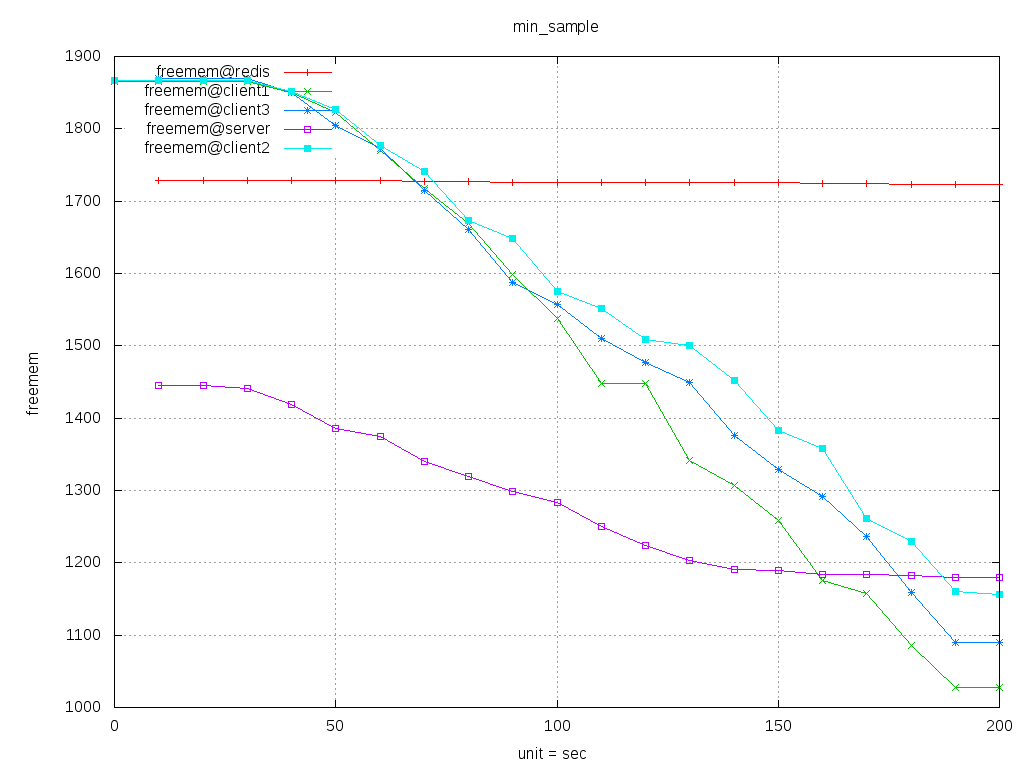 min_sample
freemem@redis
freemem@client1
freemem@client3
freemem@server
freemem@client2
1900
1800
1700
1600
1500
1400
1300
1200
1100
1000
freemem
0 50 100 150 200
unit = sec